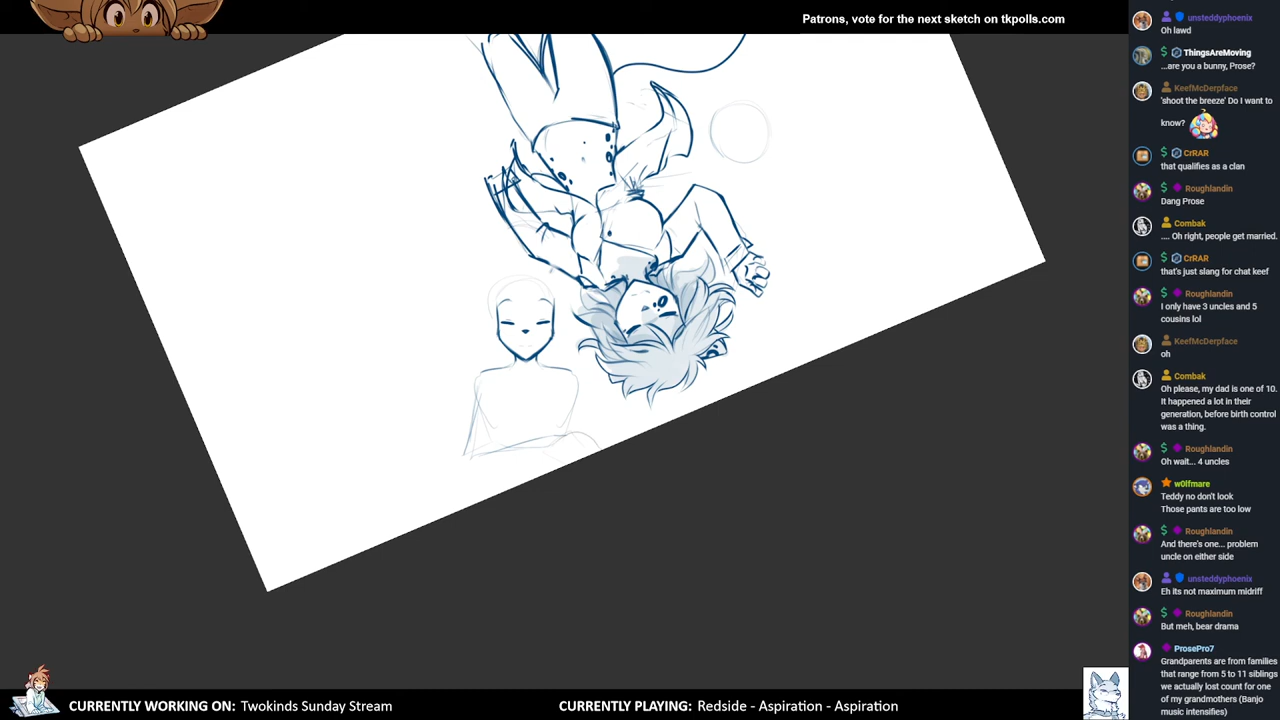 Patrons, vote for the next sketch on tkpolls.com
unsteddyphoenix
Oh lawd
ThingsAreMoving
...are you a bunny, Prose?
KeefMcDerpface
'shoot the breeze' Do I want to
know?
CrRAR
that qualifies as a clan
Roughlandin
Dang Prose
Combak
.... Oh right, people get married.
CrRAR
that's just slang for chat keef
Roughlandin
I only have 3 uncles and 5
cousins lol
KeefMcDerpface
oh
Combak
Oh please, my dad is one of 10.
It happened a lot in their
generation, before birth control
was a thing.
Roughlandin
Oh wait... 4 uncles
w0lfmare
Teddy no don't look
Those pants are too low
Roughlandin
And there's one... problem
uncle on either side
unsteddyphoenix
Eh its not maximum midriff
Roughlandin
But meh, bear drama
ProsePro7
Grandparents are from families
that range from 5 to 11 siblings
we actually lost count for one
of my grandmothers (Banjo
music intensifies)
CURRENTLY WORKING ON: Twokinds Sunday Stream
CURRENTLY PLAYING: Redside - Aspiration - Aspiration